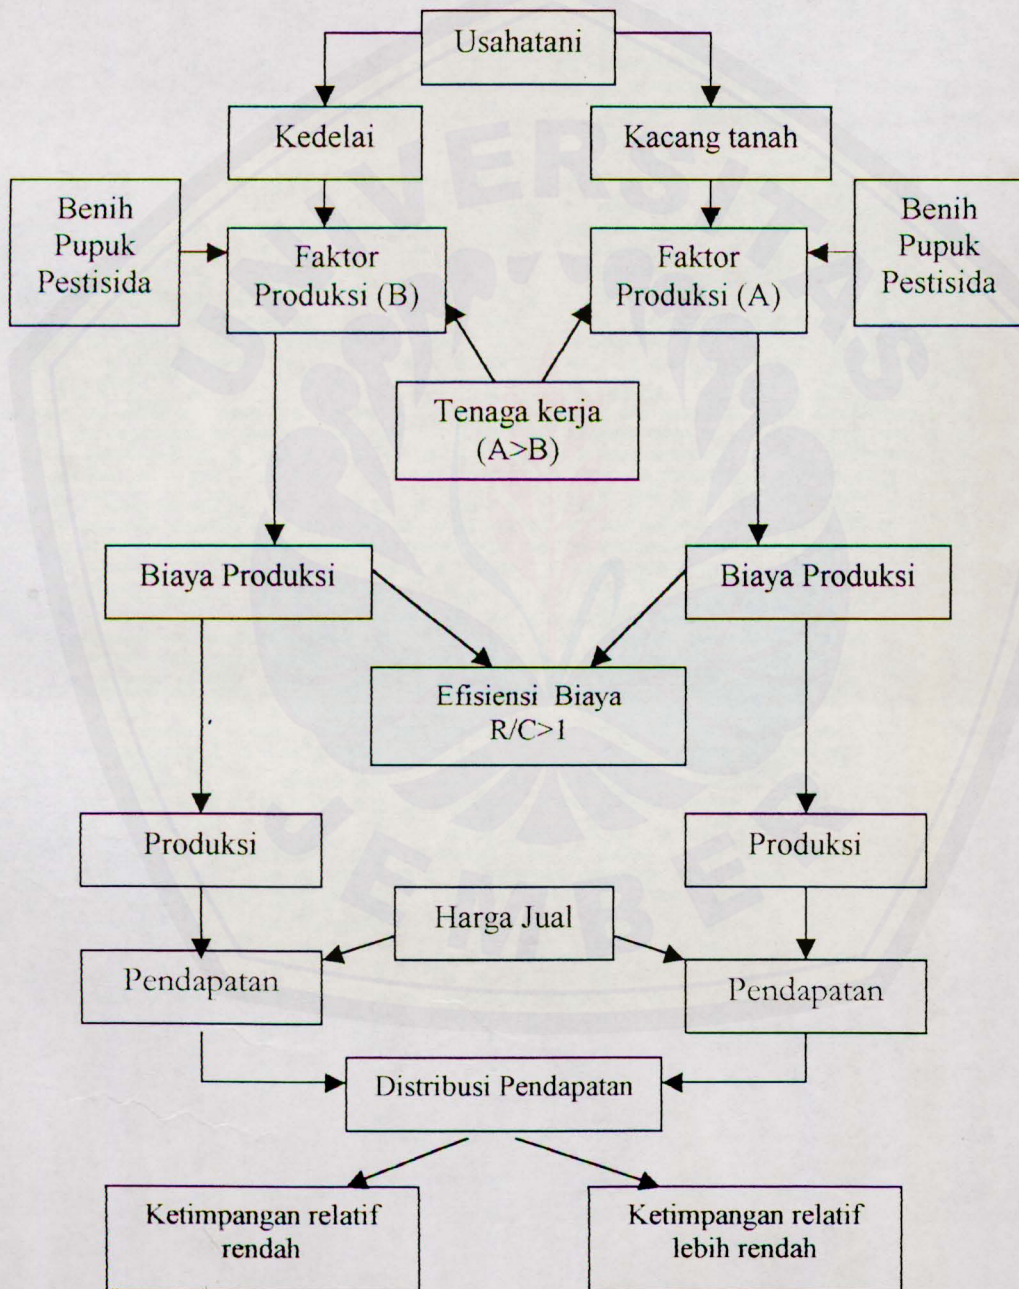 Usahatani
Kedelai
Kacang tanah
Benih
Pupuk
Pestisida
Faktor
Produksi (B)
Faktor
Produksi (A)
Benih
Pupuk
Pestisida
Tenaga kerja
(A>B)
Biaya Produksi
Biaya Produksi
Efisiensi Biaya
R/C>1
Produksi
Produksi
Harga Jual
Pendapatan
Pendapatan
Distribusi Pendapatan
Ketimpangan relatif
rendah
Ketimpangan relatif
lebih rendah
UNIVERSITAS
JEMBER